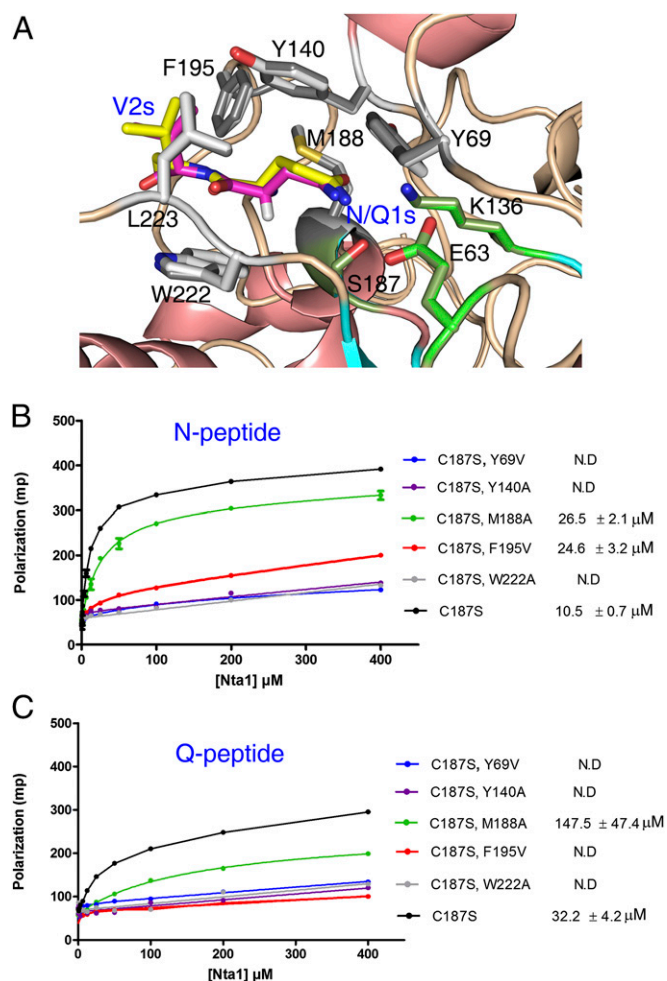 A
F195
Y140
V2s
M188
Y69
N/Q1s
K136
L223
E63
S187
W222
B
N-peptide
500
400
300
200
100
0
Polarization (mp)
0
100
200
300
400
[Nta1] μM
C187S, Y69V N.D
C187S, Y140A N.D
C187S, M188A 26.5 ± 2.1 μM
C187S, F195V 24.6 ± 3.2 μM
C187S, W222A N.D
C187S 10.5 ± 0.7 μM
C
Q-peptide
500
400
300
200
100
0
Polarization (mp)
0
100
200
300
400
[Nta1] μM
C187S, Y69V N.D
C187S, Y140A N.D
C187S, M188A 147.5 ± 47.4 μM
C187S, F195V N.D
C187S, W222A N.D
C187S 32.2 ± 4.2 μM